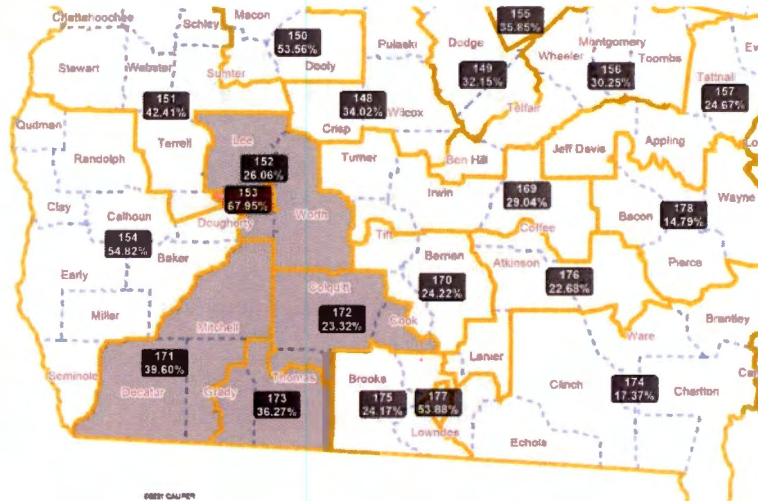 Chattahoochee
Macon
Schley
150
53.56%
155
35.85%
Stewart
Webster
Sumter
Dooly
Pulaski
Dodge
149
32.15%
Wheeler
Montgomery
156
30.25%
Toombs
Tattnall
157
24.67%
151
42.41%
148
34.02%
Wilcox
Telfair
Crisp
Quitman
Randolph
Terrell
Lee
152
26.06%
Turner
Ben Hill
Jeff Davis
Appling
Wayne
Clay
Calhoun
153
67.95%
Dougherty
Worth
Irwin
169
29.04%
Coffee
Bacon
178
14.79%
154
54.82%
Baker
Tift
Berrien
170
24.22%
Atkinson
176
22.68%
Pierce
Early
Miller
Mitchell
Colquitt
172
23.32%
Cook
Ware
Brantley
Seminole
171
39.60%
Decatur
Grady
173
36.27%
Thomas
Brooks
175
24.17%
177
53.88%
Lowndes
Lanier
Clinch
Echols
174
17.37%
Charlton
©2021 CALIPER